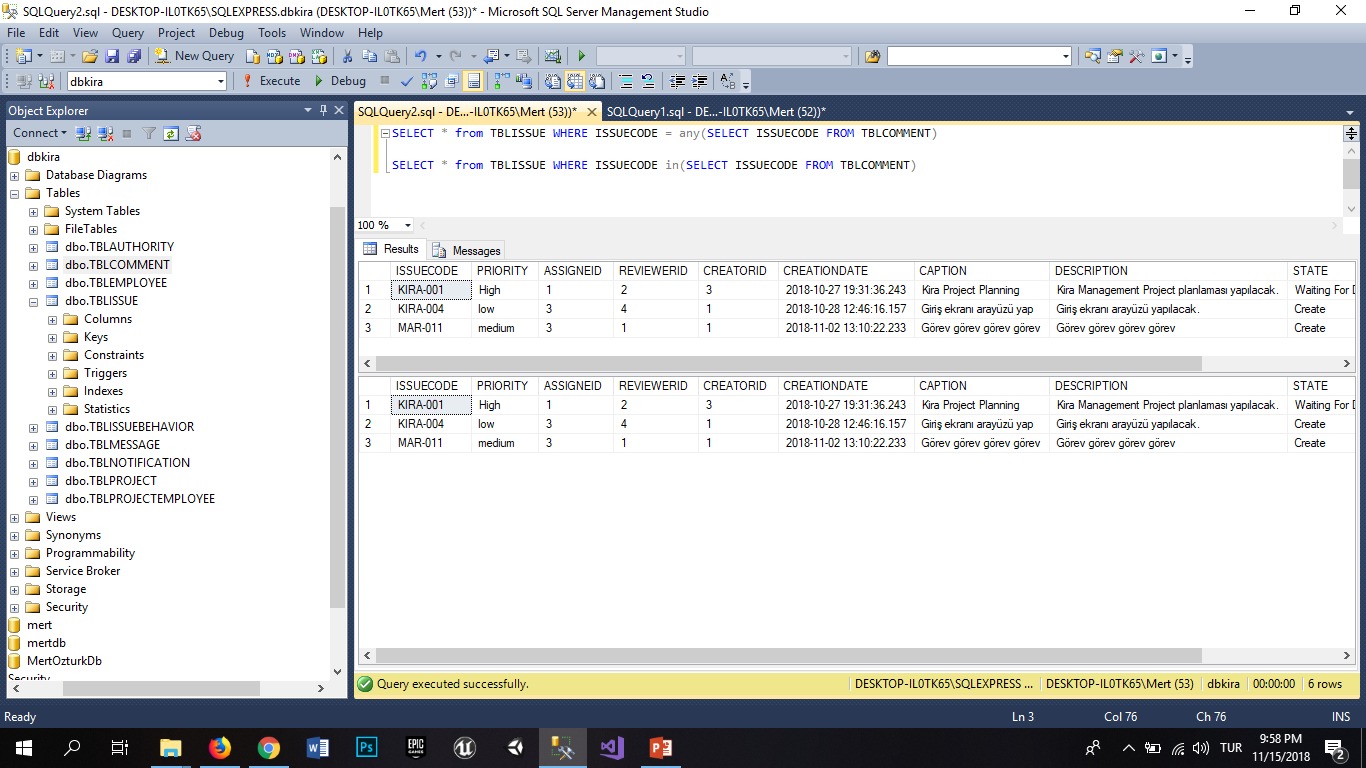 SQLQuery2.sql - DESKTOP-IL0TK65\SQLEXPRESS.dbkira (DESKTOP-IL0TK65\Mert (53))* - Microsoft SQL Server Management Studio
File Edit View Query Project Debug Tools Window Help
New Query
dbkira Execute Debug
Object Explorer
Connect
dbkira
Database Diagrams
Tables
System Tables
FileTables
dbo.TBLAUTHORITY
dbo.TBLCOMMENT
dbo.TBLEMPLOYEE
dbo.TBLISSUE
Columns
Keys
Constraints
Triggers
Indexes
Statistics
dbo.TBLISSUEBEHAVIOR
dbo.TBLMESSAGE
dbo.TBLNOTIFICATION
dbo.TBLPROJECT
dbo.TBLPROJECTEMPLOYEE
Views
Synonyms
Programmability
Service Broker
Storage
Security
mert
mertdb
MertOzturkDb
Security
SQLQuery2.sql - DE...-IL0TK65\Mert (53))* SQLQuery1.sql - DE...-IL0TK65\Mert (52))*
SELECT * from TBLISSUE WHERE ISSUECODE = any(SELECT ISSUECODE FROM TBLCOMMENT)
SELECT * from TBLISSUE WHERE ISSUECODE in(SELECT ISSUECODE FROM TBLCOMMENT)
100 %
Results Messages
ISSUECODE PRIORITY ASSIGNEID REVIEWERID CREATORID CREATIONDATE CAPTION DESCRIPTION STATE
1 KIRA-001 High 1 2 3 2018-10-27 19:31:36.243 Kira Project Planning Kira Management Project planlaması yapılacak. Waiting For D
2 KIRA-004 low 3 4 1 2018-10-28 12:46:16.157 Giriş ekranı arayüzü yap Giriş ekranı arayüzü yapılacak. Create
3 MAR-011 medium 3 1 1 2018-11-02 13:10:22.233 Görev görev görev görev Görev görev görev görev Create
ISSUECODE PRIORITY ASSIGNEID REVIEWERID CREATORID CREATIONDATE CAPTION DESCRIPTION STATE
1 KIRA-001 High 1 2 3 2018-10-27 19:31:36.243 Kira Project Planning Kira Management Project planlaması yapılacak. Waiting For D
2 KIRA-004 low 3 4 1 2018-10-28 12:46:16.157 Giriş ekranı arayüzü yap Giriş ekranı arayüzü yapılacak. Create
3 MAR-011 medium 3 1 1 2018-11-02 13:10:22.233 Görev görev görev görev Görev görev görev görev Create
Query executed successfully. DESKTOP-IL0TK65\SQLEXPRESS ... DESKTOP-IL0TK65\Mert (53) dbkira 00:00:00 6 rows
Ready Ln 3 Col 76 Ch 76 INS
Ps EPIC GAMES TUR 9:58 PM
11/15/2018 2